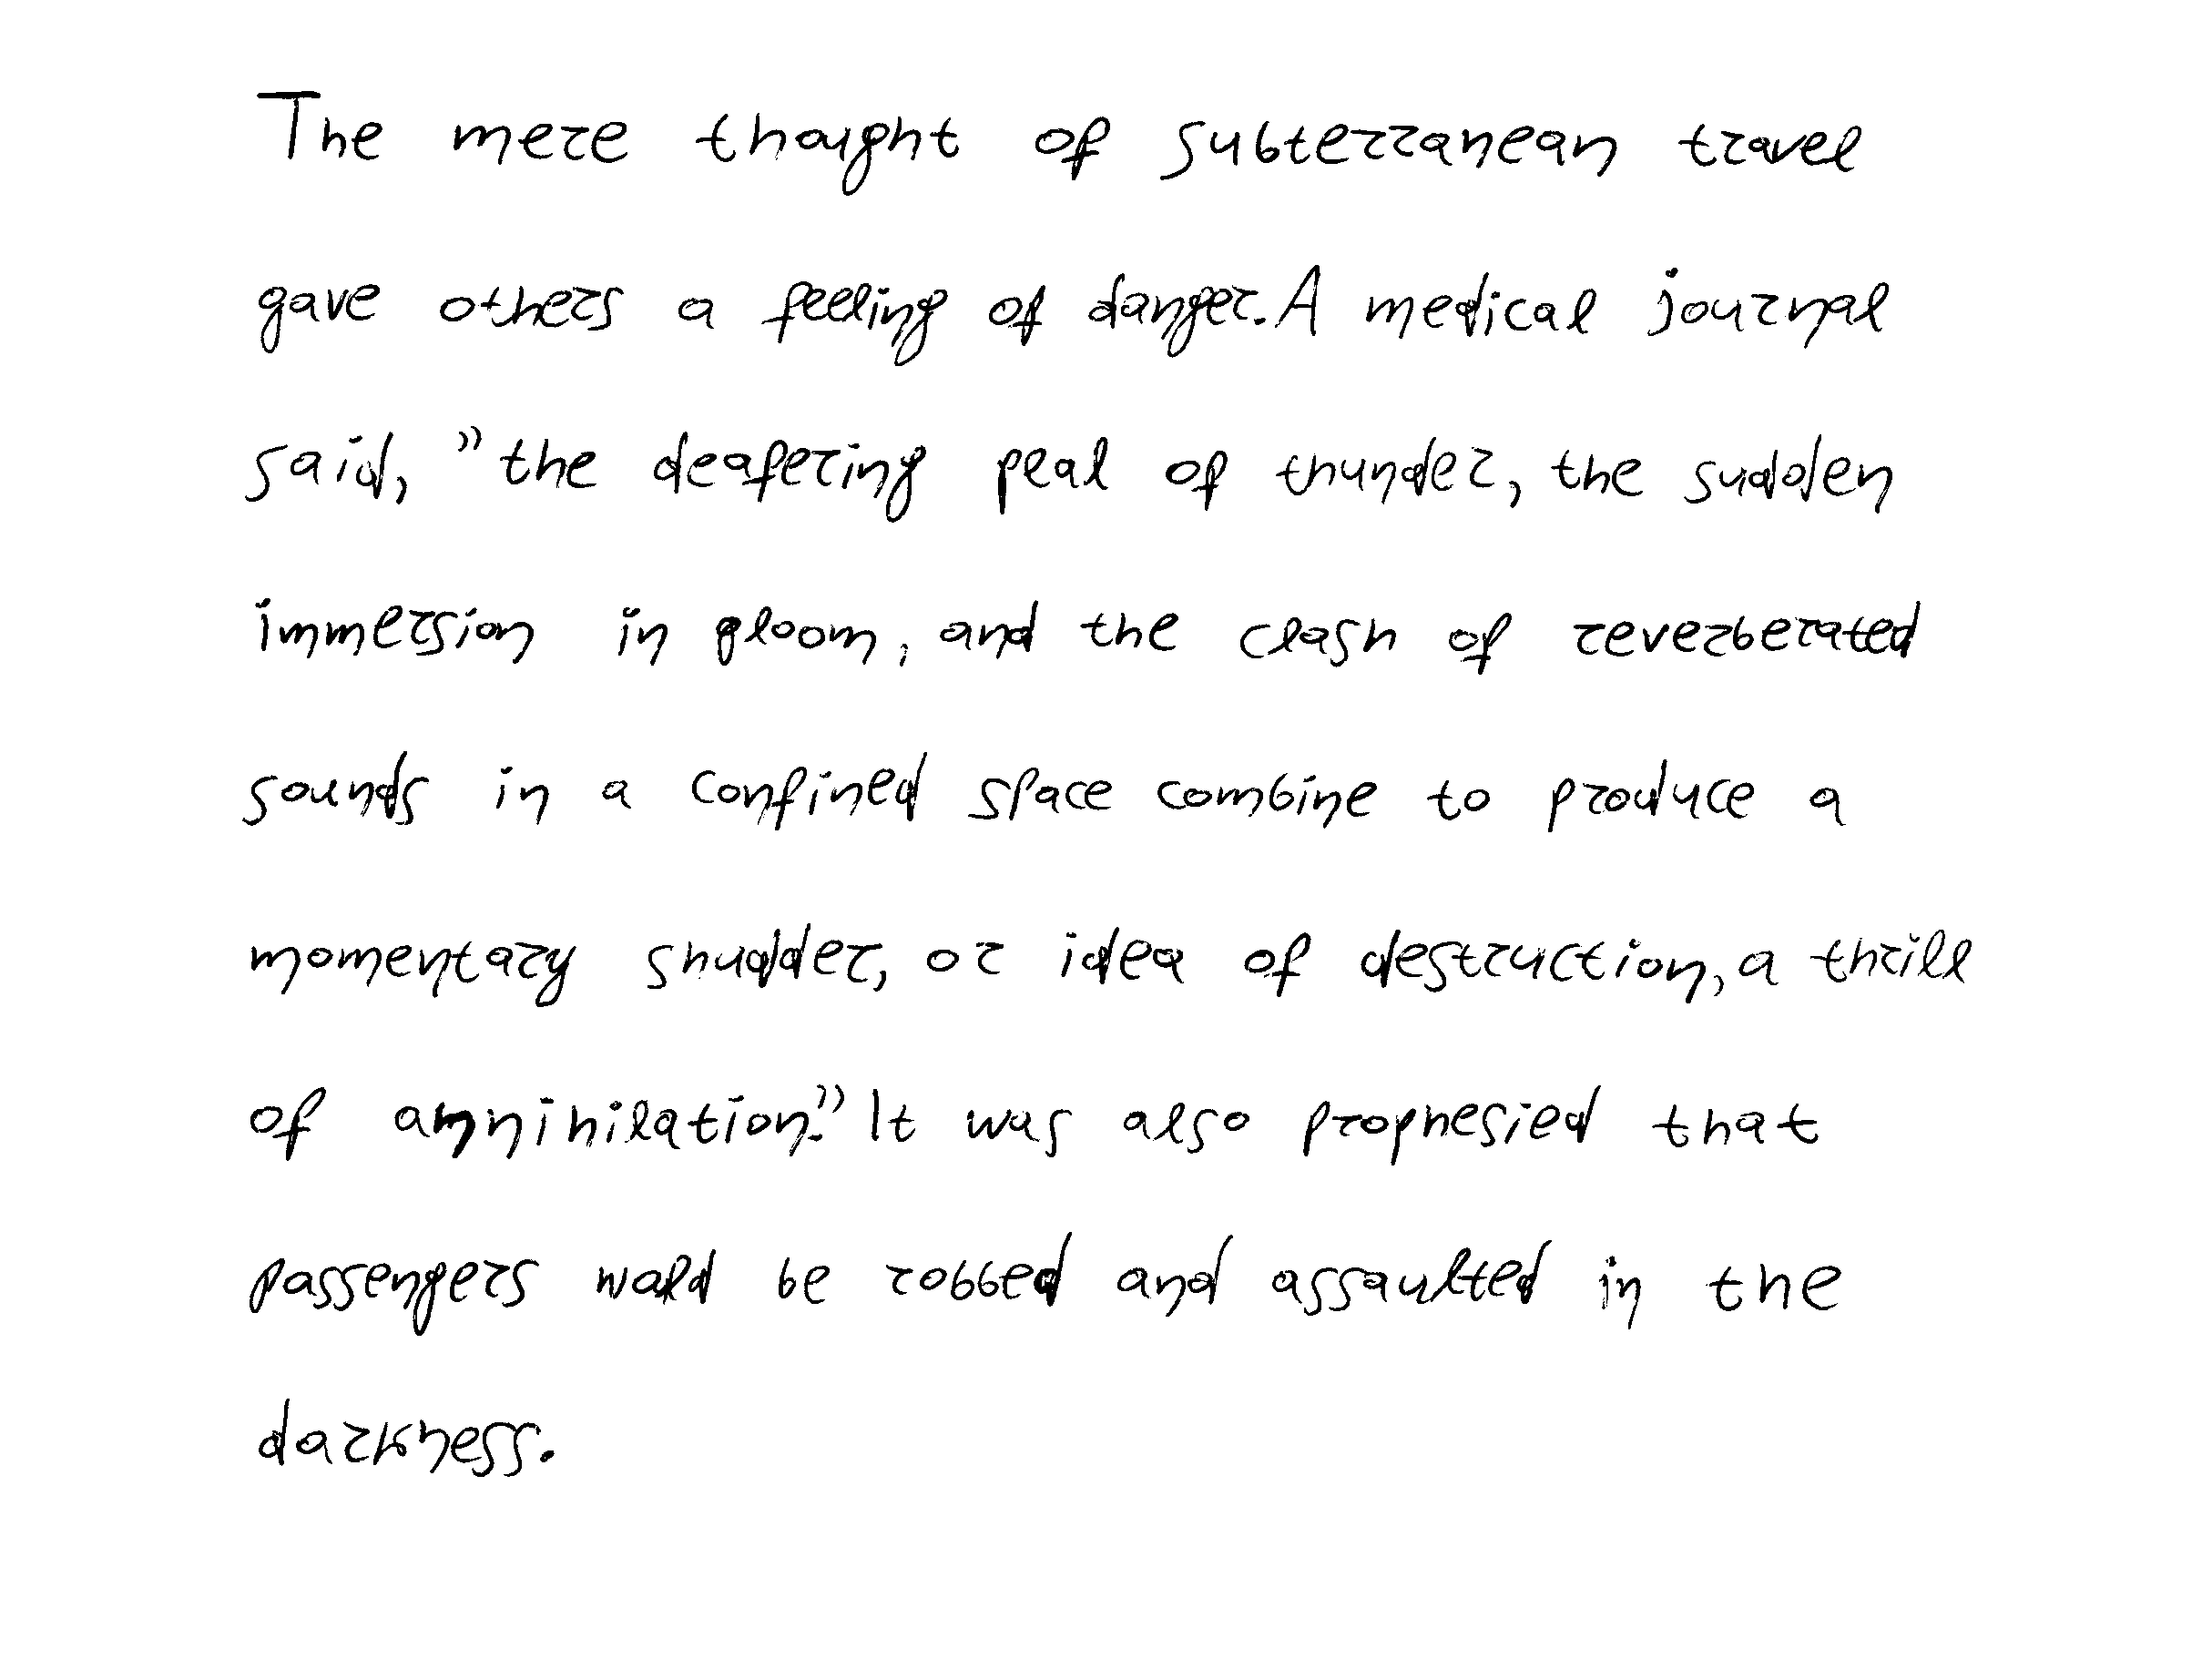 The mere thought of subterranean travel
gave others a feeling of danger. A medical journal
said, "the deafering peal of thunder, the sudden
immersion in gloom, and the clash of reverberated
sounds in a confined space combine to produce a
momentary shudder, or idea of destruction, a thrill
of annihilation." It was also prophesied that
passengers would be robbed and assaulted in the
darkness.